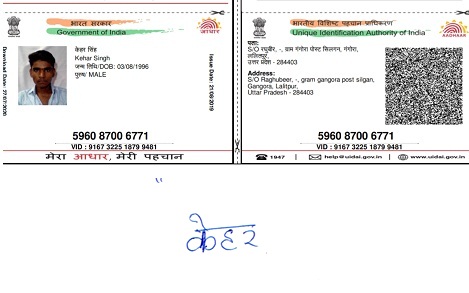 भारत सरकार
Government of India
AADHAAR
Download Date: 27/07/2020
केहर सिंह
Kehar Singh
जन्म तिथि/DOB: 03/08/1996
पुरुष/ MALE
Issue Date: 21/08/2019
5960 8700 6771
VID : 9167 3225 1879 9481
मेरा आधार, मेरी पहचान
भारतीय विशिष्ट पहचान प्राधिकरण
Unique Identification Authority of India
AADHAAR
पता:
S/O रघुबीर, -, ग्राम गंगोरा पोस्ट सिलगन, गंगोरा,
ललितपुर,
उत्तर प्रदेश - 284403
Address:
S/O Raghubeer, -, gram gangora post silgan,
Gangora, Lalitpur,
Uttar Pradesh - 284403
5960 8700 6771
VID : 9167 3225 1879 9481
1947 | help@uidai.gov.in | www.uidai.gov.in
केहर